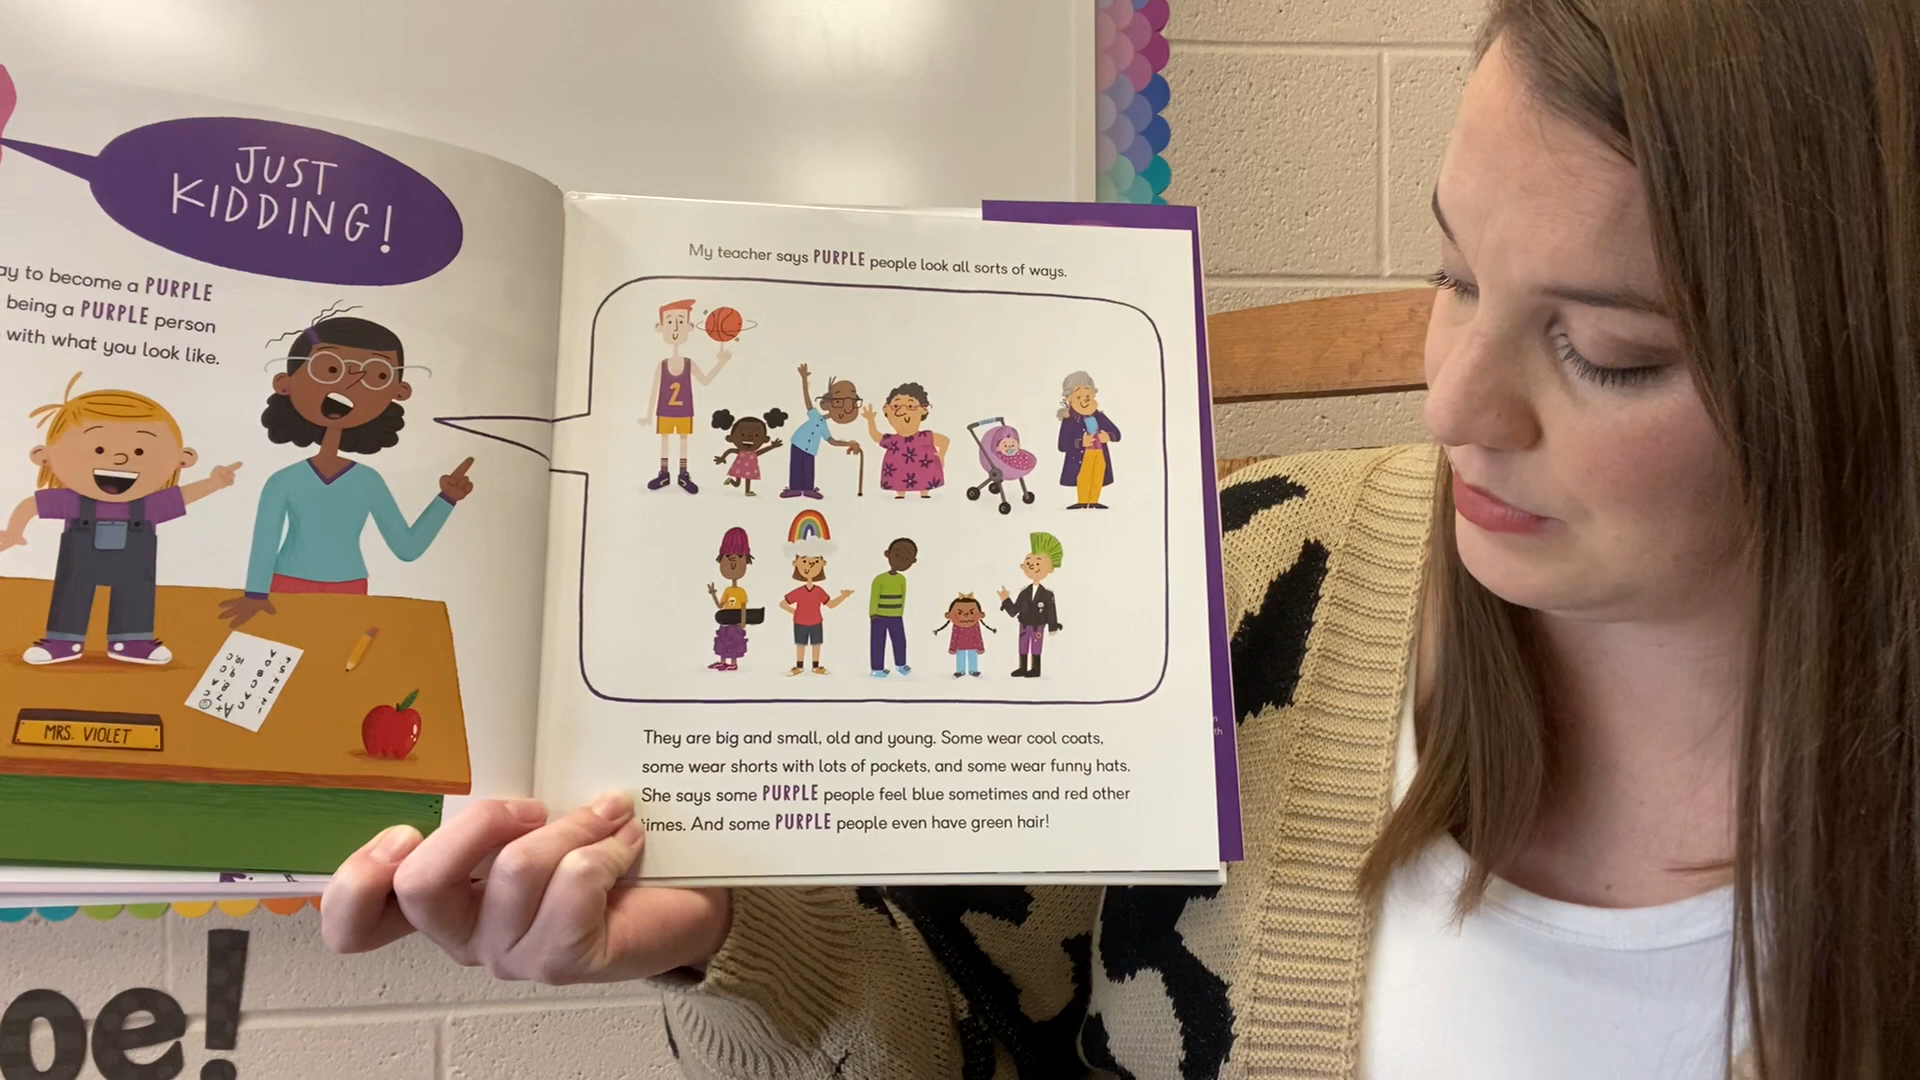 JUST
KIDDING!
to become a PURPLE
being a PURPLE person
with what you look like.
MRS. VIOLET
A+
My teacher says PURPLE people look all sorts of ways.
2
They are big and small, old and young. Some wear cool coats,
some wear shorts with lots of pockets, and some wear funny hats.
She says some PURPLE people feel blue sometimes and red other
times. And some PURPLE people even have green hair!
oe!